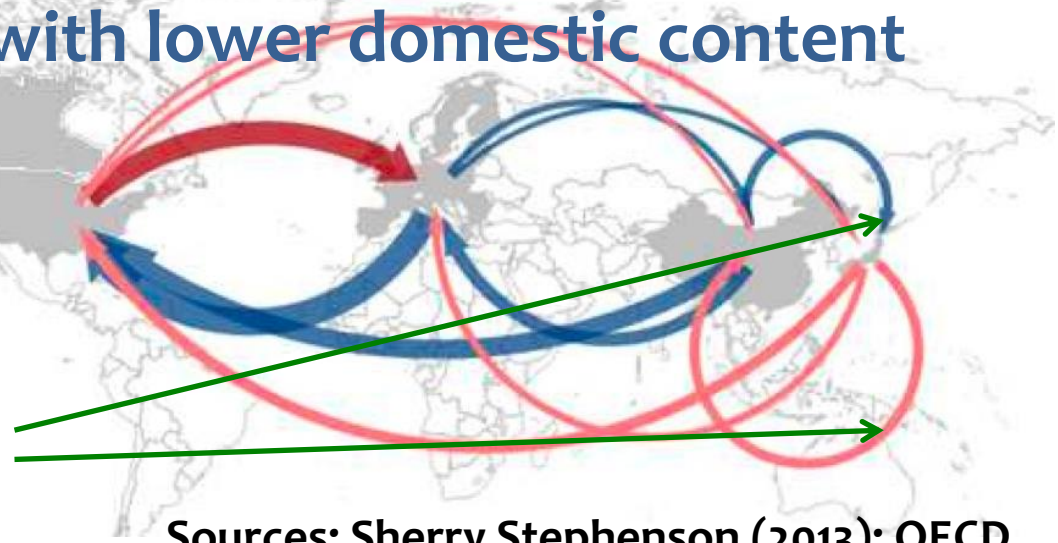 with lower domestic content
Sources: Sherry Stephenson (2013); OECD